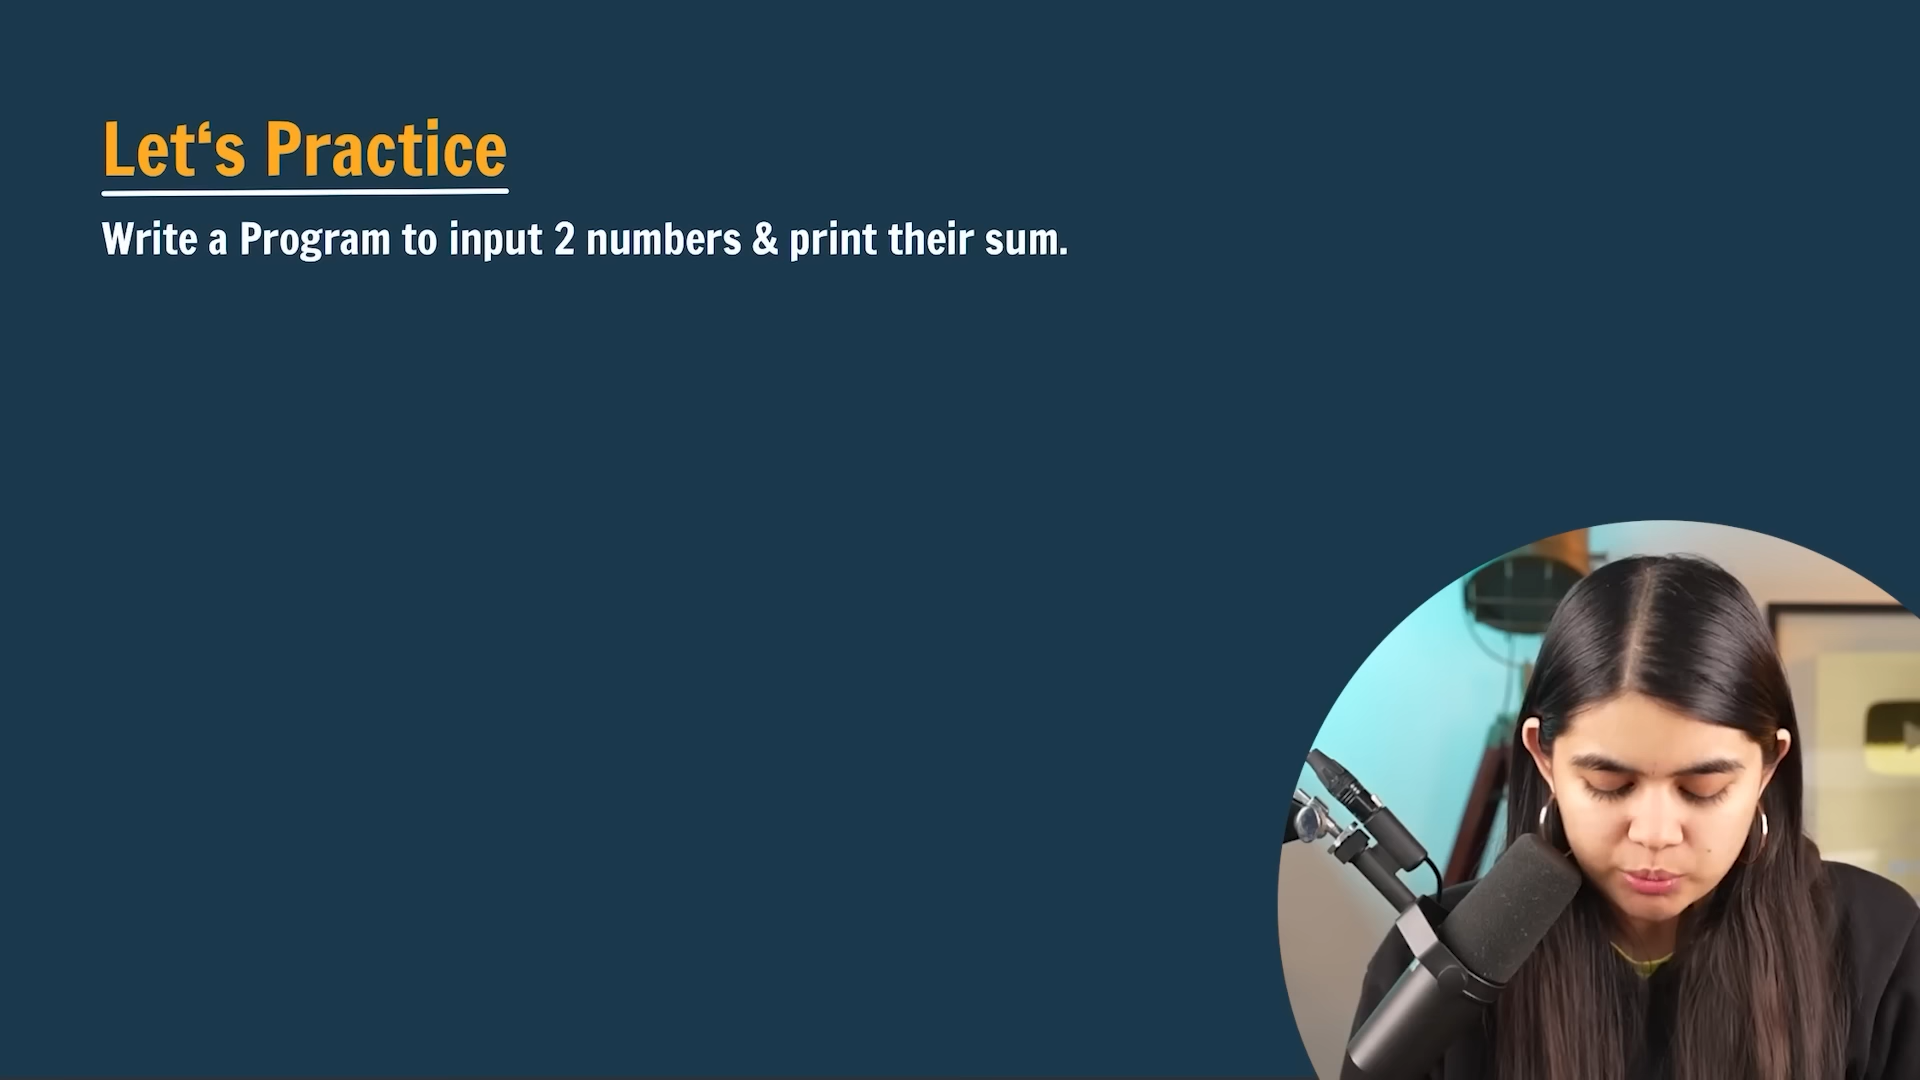 Let‘s Practice
Write a Program to input 2 numbers & print their sum.